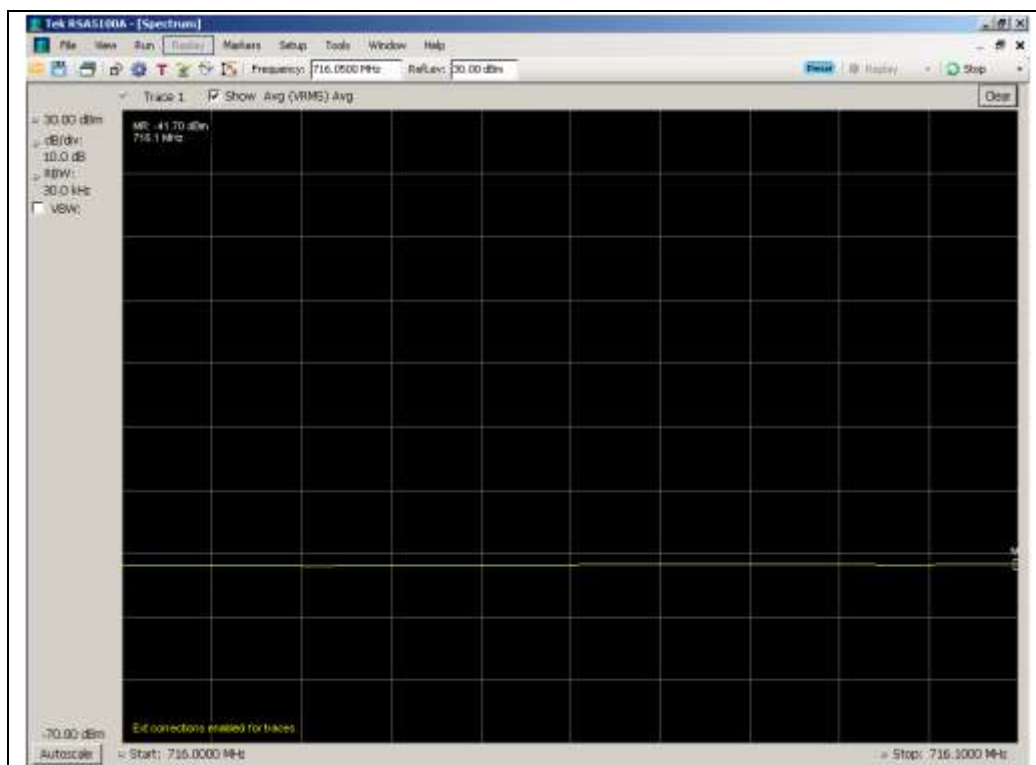 Tek RSA5100A - [Spectrum]
File View Run Replay Markers Setup Tools Window Help
Frequency: 716.0500 MHz RefLev: 30.00 dBm Preset Replay Stop
Trace 1 Show Avg (VRMS) Avg Clear
30.00 dBm
dB/div:
10.0 dB
RBW:
30.0 kHz
VBW:
MR: -41.70 dBm
716.1 MHz
-70.00 dBm
Ext corrections enabled for traces
Autoscale Start: 716.0000 MHz Stop: 716.1000 MHz